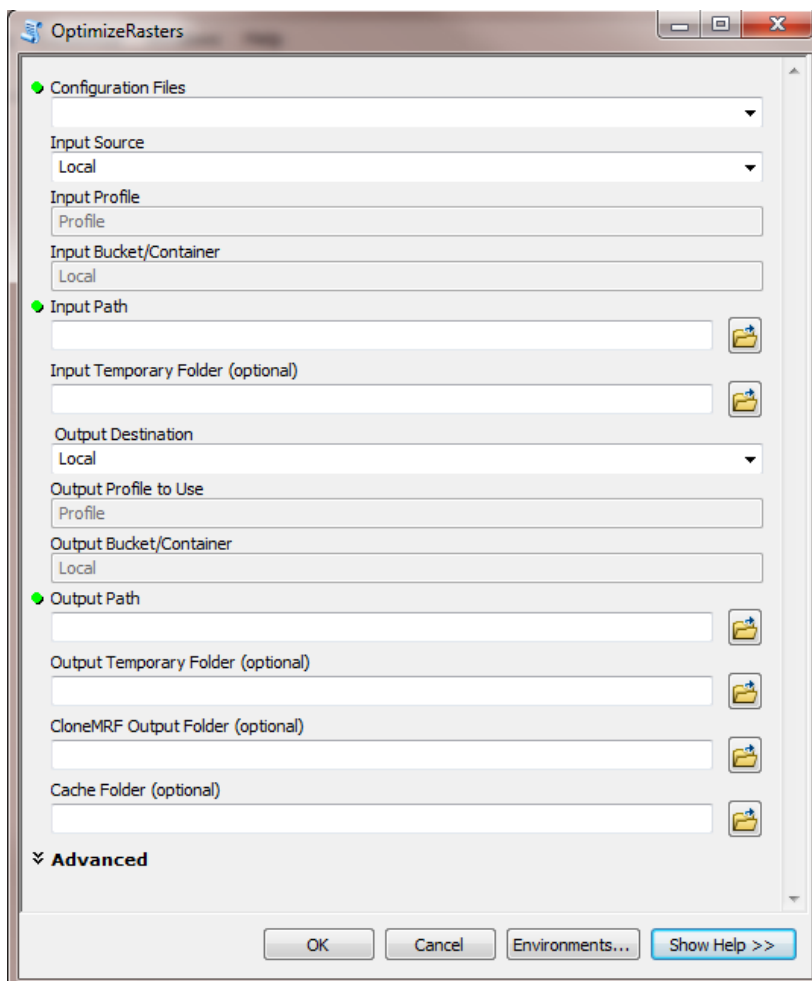 OptimizeRasters
Configuration Files
Input Source
Local
Input Profile
Profile
Input Bucket/Container
Local
Input Path
Input Temporary Folder (optional)
Output Destination
Local
Output Profile to Use
Profile
Output Bucket/Container
Local
Output Path
Output Temporary Folder (optional)
CloneMRF Output Folder (optional)
Cache Folder (optional)
Advanced
OK Cancel Environments... Show Help >>